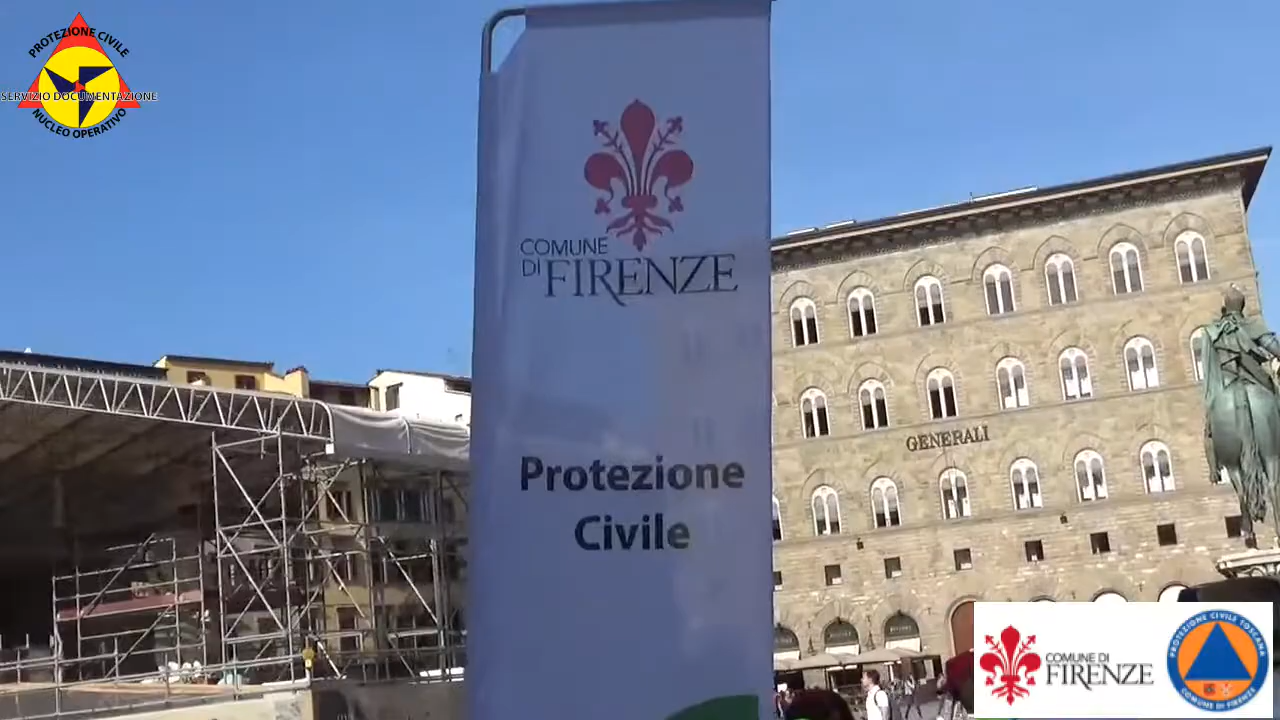 PROTEZIONE CIVILE
SERVIZIO DOCUMENTAZIONE
NUCLEO OPERATIVO
COMUNE
DI FIRENZE
Protezione
Civile
GENERALI
COMUNE DI
FIRENZE
PROTEZIONE CIVILE TOSCANA
COMUNE DI FIRENZE